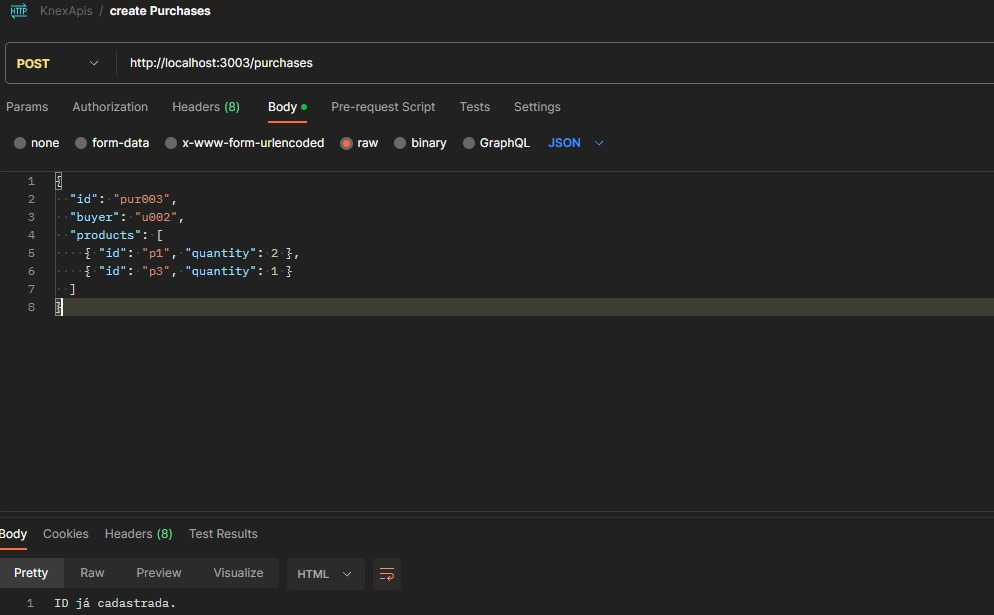 HTTP KnexApis / create Purchases
POST http://localhost:3003/purchases
Params Authorization Headers (8) Body Pre-request Script Tests Settings
none form-data x-www-form-urlencoded raw binary GraphQL JSON
1 {
2 "id": "pur003",
3 "buyer": "u002",
4 "products": [
5 { "id": "p1", "quantity": 2 },
6 { "id": "p3", "quantity": 1 }
7 ]
8 }
Body Cookies Headers (8) Test Results
Pretty Raw Preview Visualize HTML
1 ID já cadastrada.